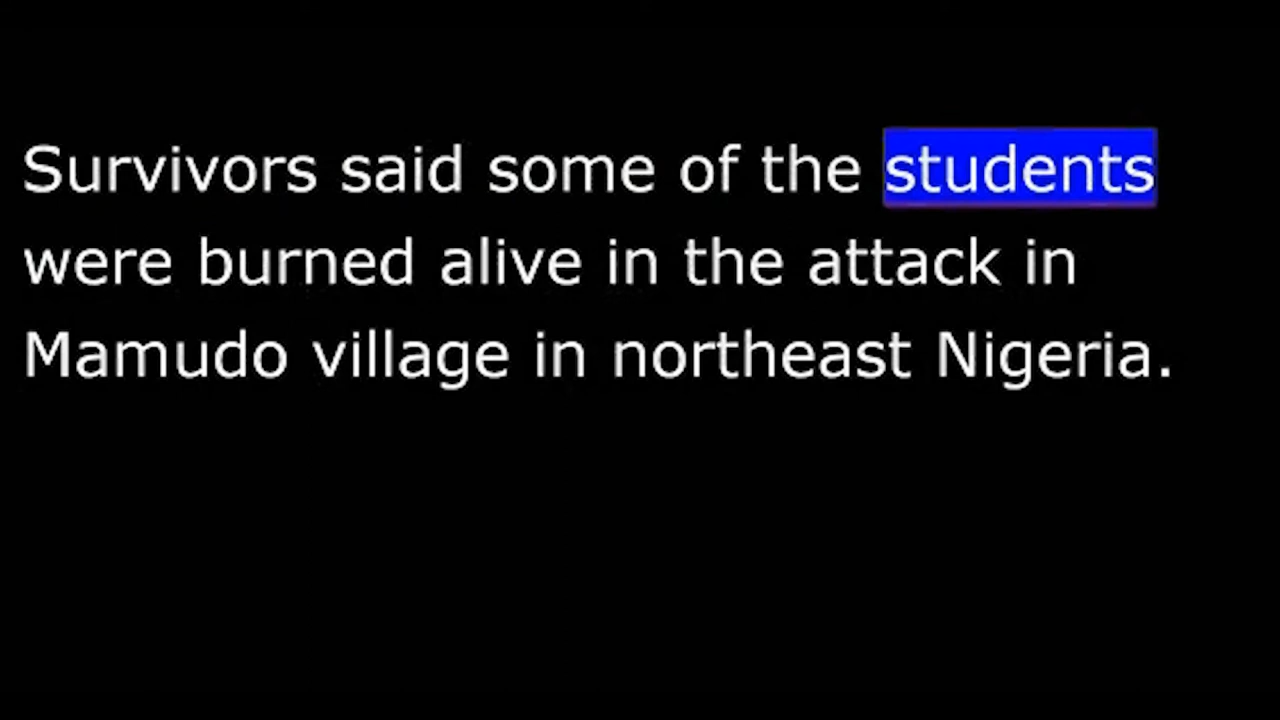 Survivors said some of the students
were burned alive in the attack in
Mamudo village in northeast Nigeria.